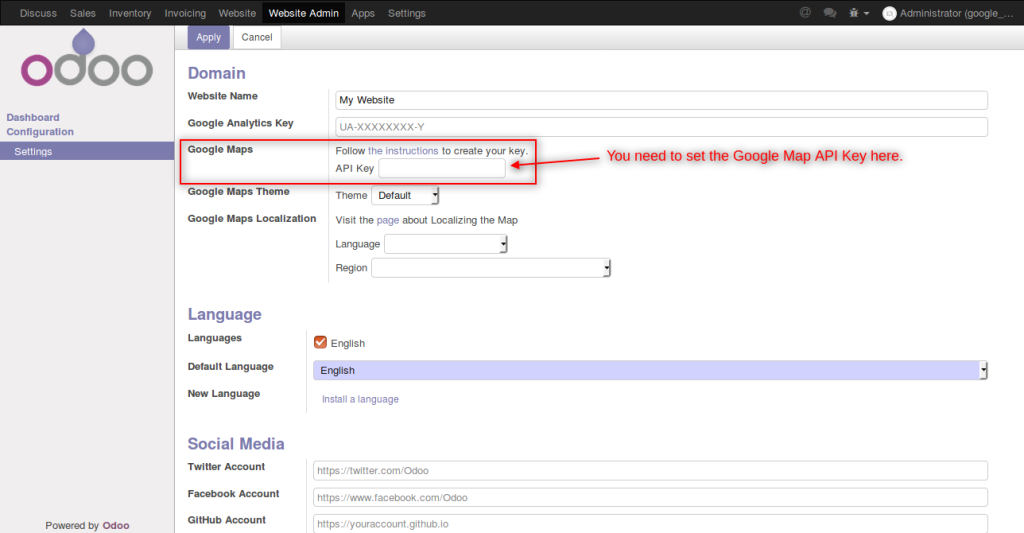 Discuss Sales Inventory Invoicing Website Website Admin Apps Settings @ Administrator (google_...
odoo
Apply Cancel
Dashboard
Configuration
Settings
Domain
Website Name My Website
Google Analytics Key UA-XXXXXXXX-Y
Google Maps Follow the instructions to create your key.
API Key
You need to set the Google Map API Key here.
Google Maps Theme Theme Default
Google Maps Localization Visit the page about Localizing the Map
Language
Region
Language
Languages English
Default Language English
New Language Install a language
Social Media
Twitter Account https://twitter.com/Odoo
Facebook Account https://www.facebook.com/Odoo
GitHub Account https://youraccount.github.io
Powered by Odoo